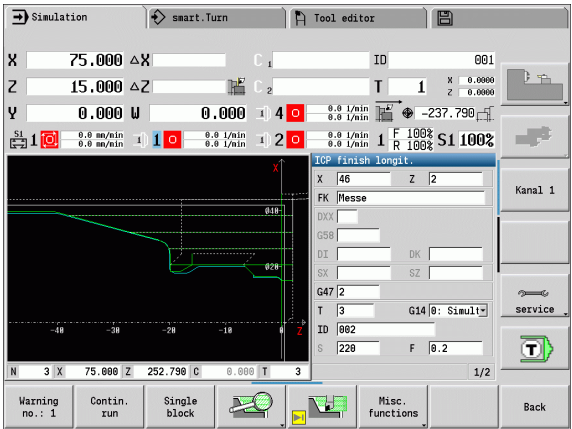 Simulation smart.Turn Tool editor
X 75.000 ΔX C 1 ID 001
Z 15.000 ΔZ C 2 T 1 X 0.0000
Z 0.0000
Y 0.000 W 0.000 4 0 0.0 1/min
0.0 1/min -237.790
S1 1 0 0.0 mm/min
0.0 mm/min 1 0 0.0 1/min
0.0 1/min 2 0 0.0 1/min
0.0 1/min 1 F 100%
R 100% S1 100%
ICP finish longit.
X 46 Z 2
FK Messe
DXX
G58
DI DK
SX SZ
G47 2
T 3 G14 0: Simult
ID 002
S 220 F 0.2
1/2
X
Ø40
Ø20
-40 -30 -20 -10 0 Z
N 3 X 75.000 Z 252.790 C 0.000 T 3
Kanal 1
service
T
Warning
no.: 1
Contin.
run
Single
block
Misc.
functions
Back